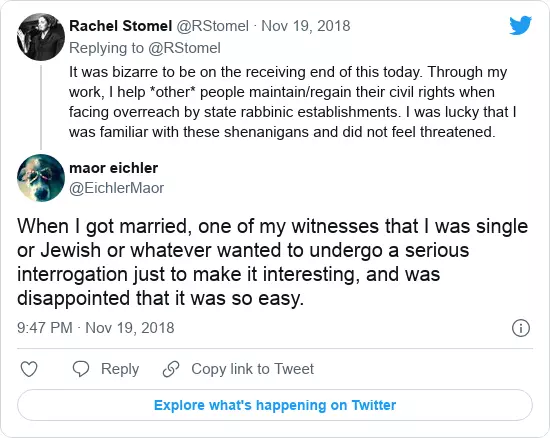 Rachel Stomel @RStomel · Nov 19, 2018
Replying to @RStomel
It was bizarre to be on the receiving end of this today. Through my
work, I help *other* people maintain/regain their civil rights when
facing overreach by state rabbinic establishments. I was lucky that I
was familiar with these shenanigans and did not feel threatened.
maor eichler
@EichlerMaor
When I got married, one of my witnesses that I was single
or Jewish or whatever wanted to undergo a serious
interrogation just to make it interesting, and was
disappointed that it was so easy.
9:47 PM · Nov 19, 2018
Reply Copy link to Tweet
Explore what's happening on Twitter